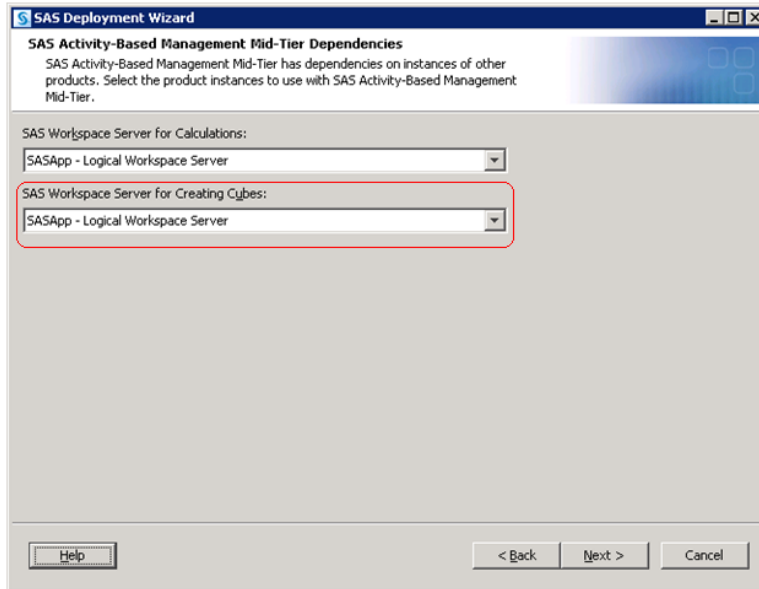 SAS Deployment Wizard
SAS Activity-Based Management Mid-Tier Dependencies
SAS Activity-Based Management Mid-Tier has dependencies on instances of other
products. Select the product instances to use with SAS Activity-Based Management
Mid-Tier.
SAS Workspace Server for Calculations:
SASApp - Logical Workspace Server
SAS Workspace Server for Creating Cubes:
SASApp - Logical Workspace Server
Help
< Back
Next >
Cancel